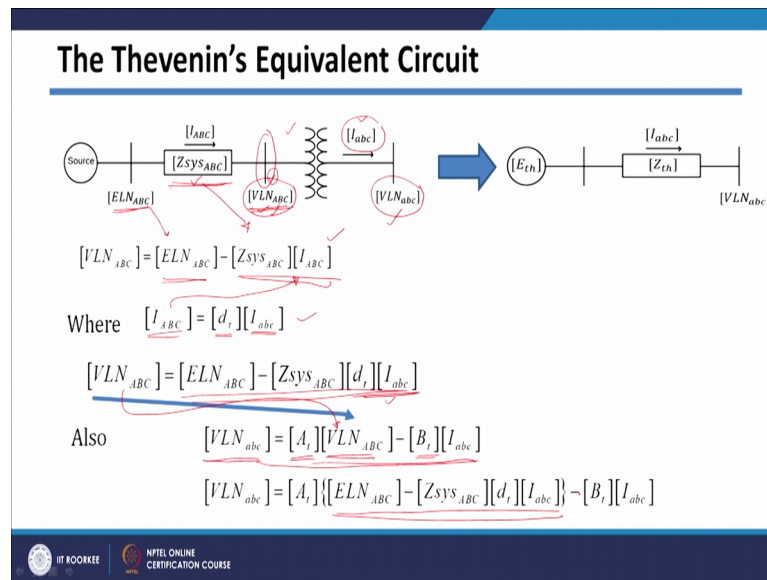 The Thevenin's Equivalent Circuit
[I_ABC] [I_abc] [I_abc]
Source [Zsys_ABC] [E_th] [Z_th]
[ELN_ABC] [VLN_ABC] [VLN_abc] [VLN_abc
[VLN_ABC] = [ELN_ABC] − [Zsys_ABC][I_ABC]
Where [I_ABC] = [d_t][I_abc]
[VLN_ABC] = [ELN_ABC] − [Zsys_ABC][d_t][I_abc]
Also [VLN_abc] = [A_t][VLN_ABC] − [B_t][I_abc]
[VLN_abc] = [A_t]{[ELN_ABC] − [Zsys_ABC][d_t][I_abc]} − [B_t][I_abc]
IIT ROORKEE NPTEL ONLINE
CERTIFICATION COURSE